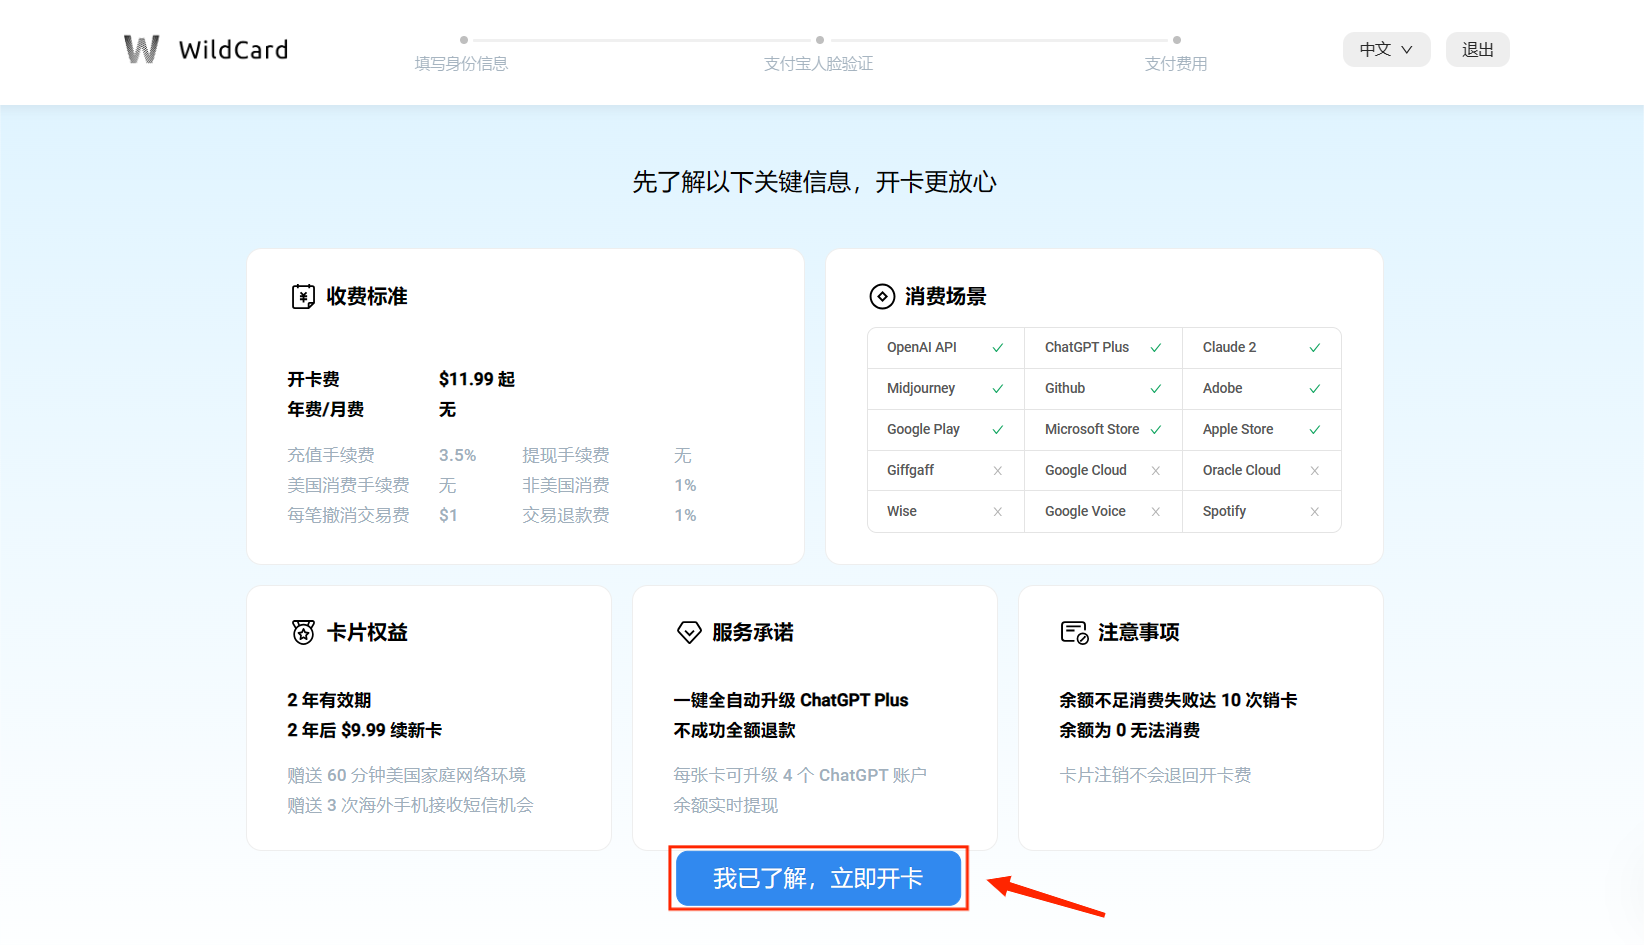 WildCard
填写身份信息
支付宝人脸验证
支付费用
中文
退出
先了解以下关键信息，开卡更放心
收费标准
开卡费 $11.99 起
年费/月费 无
充值手续费 3.5% 提现手续费 无
美国消费手续费 无 非美国消费 1%
每笔撤消交易费 $1 交易退款费 1%
消费场景
OpenAI API ChatGPT Plus Claude 2
Midjourney Github Adobe
Google Play Microsoft Store Apple Store
Giffgaff Google Cloud Oracle Cloud
Wise Google Voice Spotify
卡片权益
2 年有效期
2 年后 $9.99 续新卡
赠送 60 分钟美国家庭网络环境
赠送 3 次海外手机接收短信机会
服务承诺
一键全自动升级 ChatGPT Plus
不成功全额退款
每张卡可升级 4 个 ChatGPT 账户
余额实时提现
注意事项
余额不足消费失败达 10 次销卡
余额为 0 无法消费
卡片注销不会退回开卡费
我已了解，立即开卡